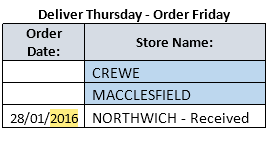 Deliver Thursday - Order Friday
Order Date: Store Name:
CREWE
MACCLESFIELD
28/01/2016 NORTHWICH - Received